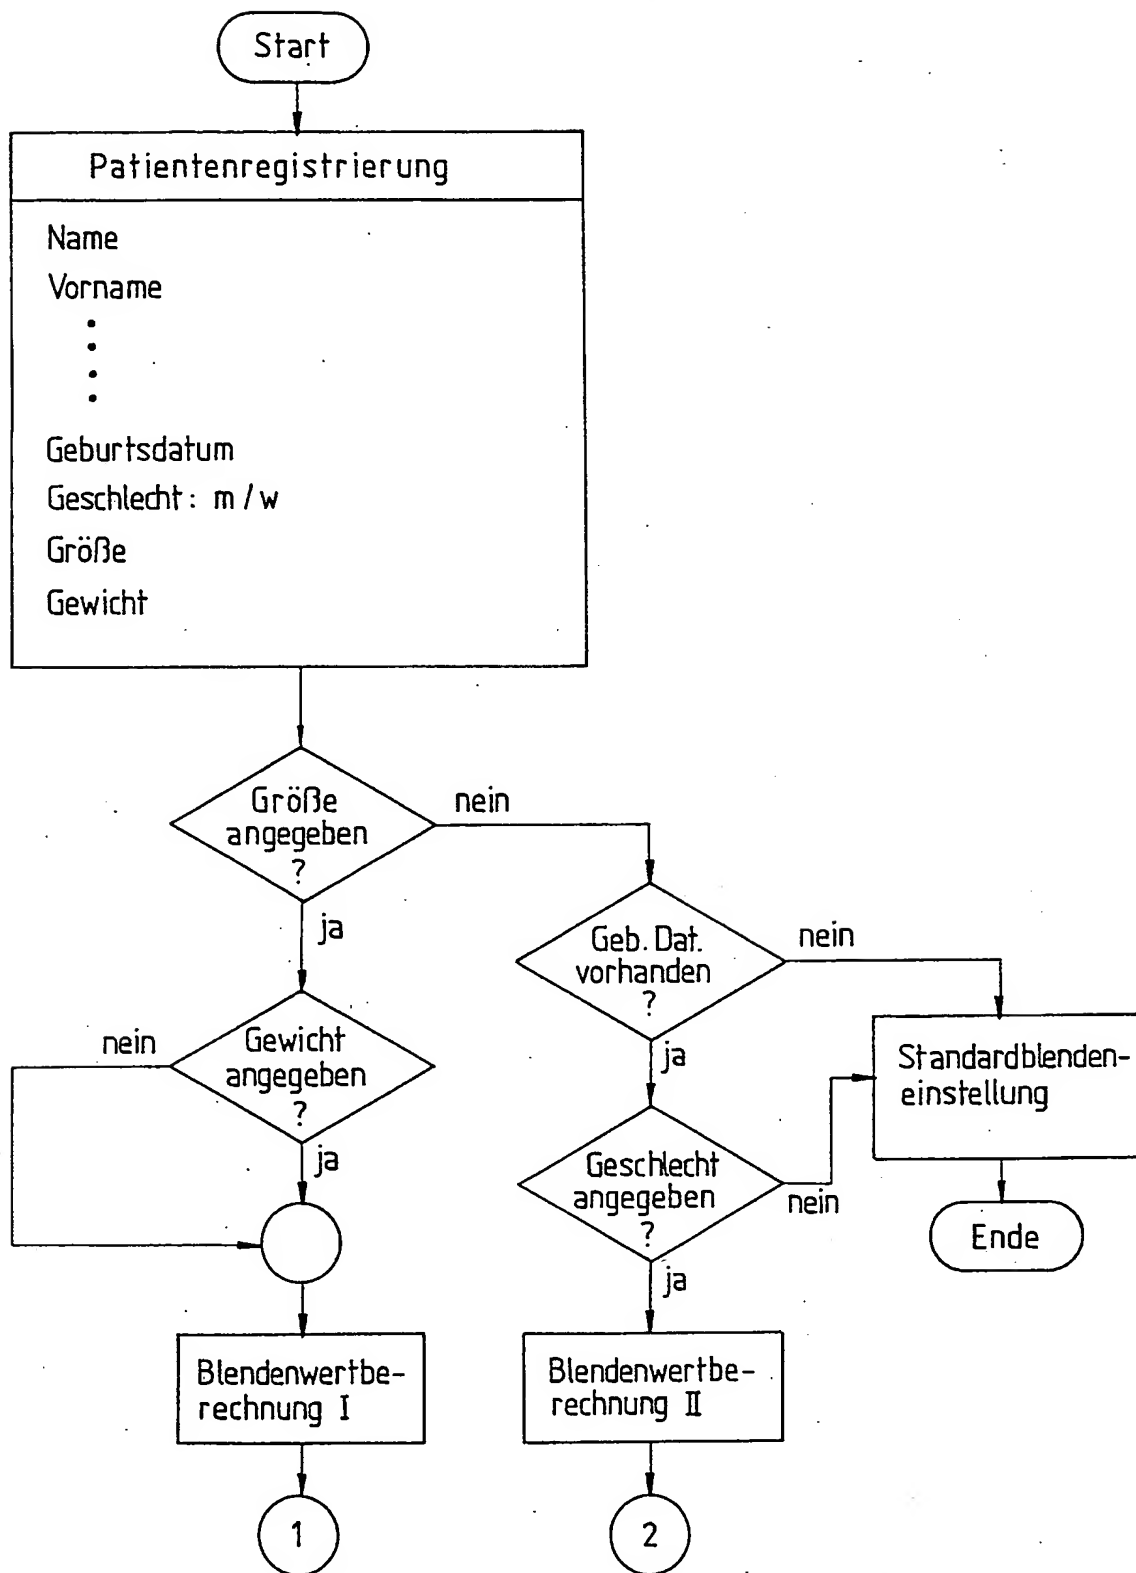 Start
Patientenregistrierung
Name
Vorname
Geburtsdatum
Geschlecht: m/w
Größe
Gewicht
Größe
angegeben
?
nein
ja
Geb. Dat.
vorhanden
?
nein
ja
Gewicht
angegeben
?
nein
ja
Standardblenden-
einstellung
Geschlecht
angegeben
?
nein
ja
Ende
Blendenwertbe-
rechnung I
Blendenwertbe-
rechnung II
1
2